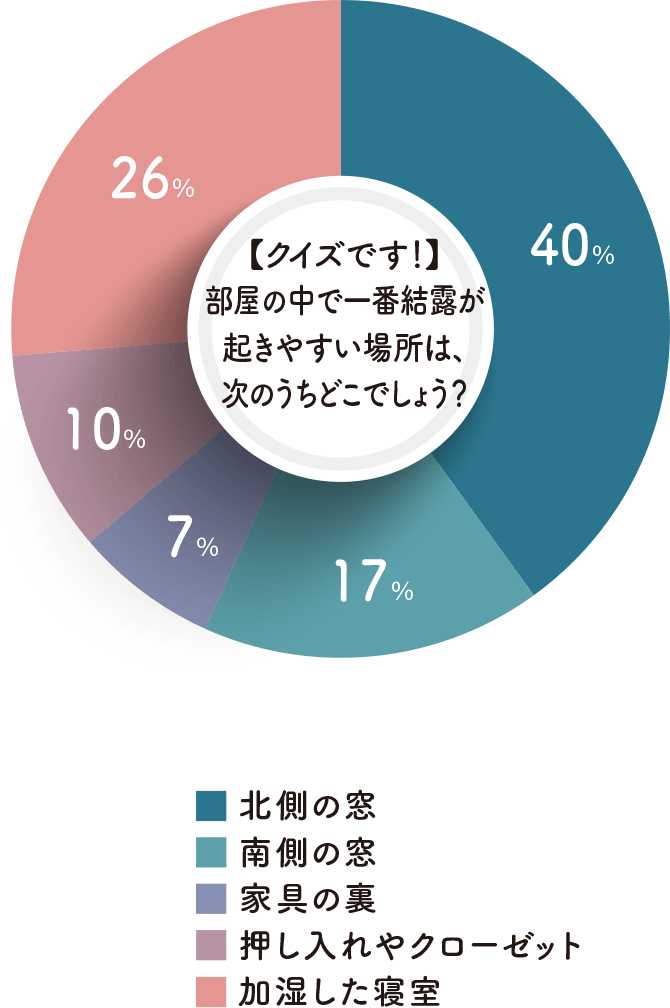 26%
40%
【クイズです!】
部屋の中で一番結露が
起きやすい場所は、
次のうちどこでしょう?
10%
7%
17%
北側の窓
南側の窓
家具の裏
押し入れやクローゼット
加湿した寝室